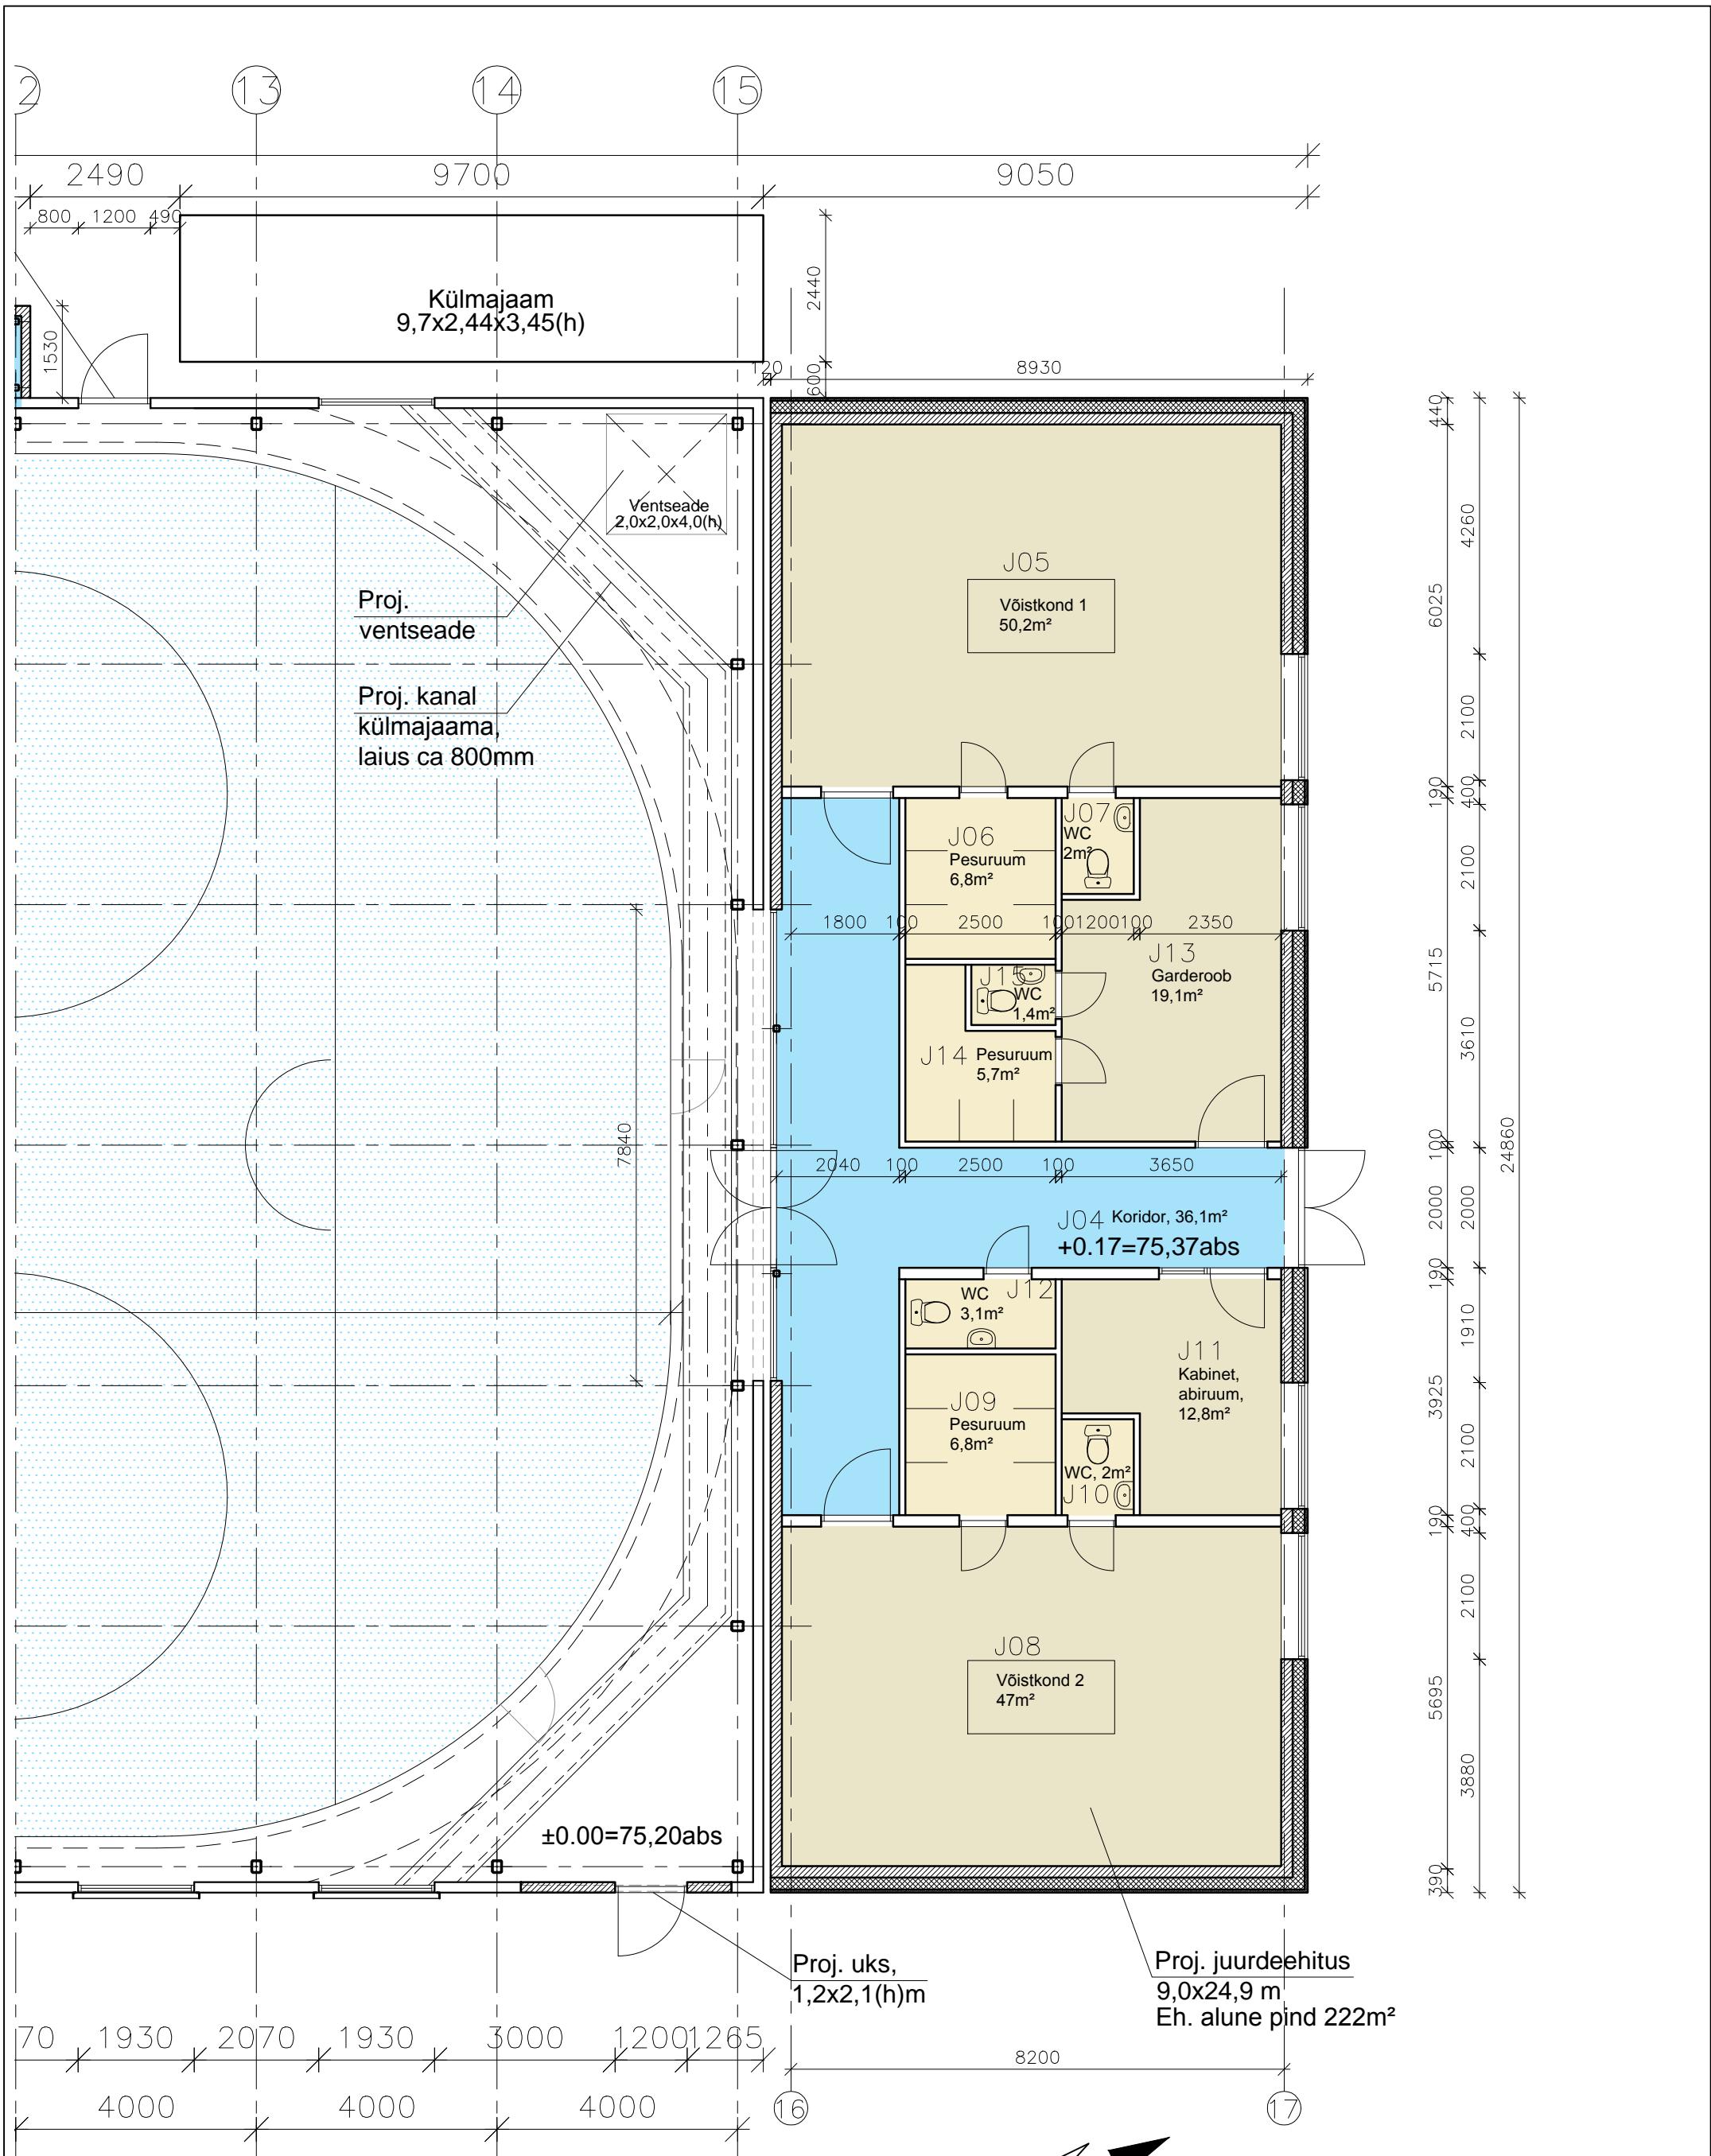 2
13
14
15
2490
9700
9050
800
1200
490
Külmajaam
9,7x2,44x3,45(h)
2440
1530
120
600
8930
Ventseade
2,0x2,0x4,0(h)
440
4260
J05
Võistkond 1
50,2m²
6025
Proj.
ventseade
Proj. kanal
külmajaama,
laius ca 800mm
2100
190
400
J06
Pesuruum
6,8m²
J07
WC
2m²
2100
1800
100
2500
100
1200
100
2350
J13
Garderoob
19,1m²
5715
J15
WC
1,4m²
J14
Pesuruum
5,7m²
3610
7840
100
24860
2040
100
2500
100
3650
J04
Koridor, 36,1m²
+0.17=75,37abs
2000
2000
190
WC
3,1m²
J12
1910
J11
Kabinet,
abiruum,
12,8m²
3925
J09
Pesuruum
6,8m²
WC, 2m²
J10
2100
190
400
2100
J08
Võistkond 2
47m²
5695
3880
±0.00=75,20abs
390
Proj. uks,
1,2x2,1(h)m
Proj. juurdeehitus
9,0x24,9 m
Eh. alune pind 222m²
70
1930
2070
1930
3000
1200
1265
8200
4000
4000
4000
16
17